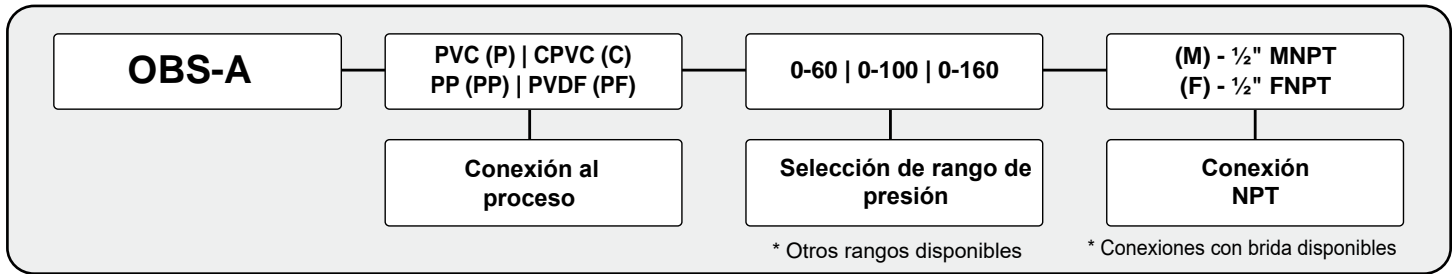 OBS-A
PVC (P) | CPVC (C)
PP (PP) | PVDF (PF)
0-60 | 0-100 | 0-160
(M) - ½" MNPT
(F) - ½" FNPT
Conexión al
proceso
Selección de rango de
presión
Conexión
NPT
* Otros rangos disponibles
* Conexiones con brida disponibles